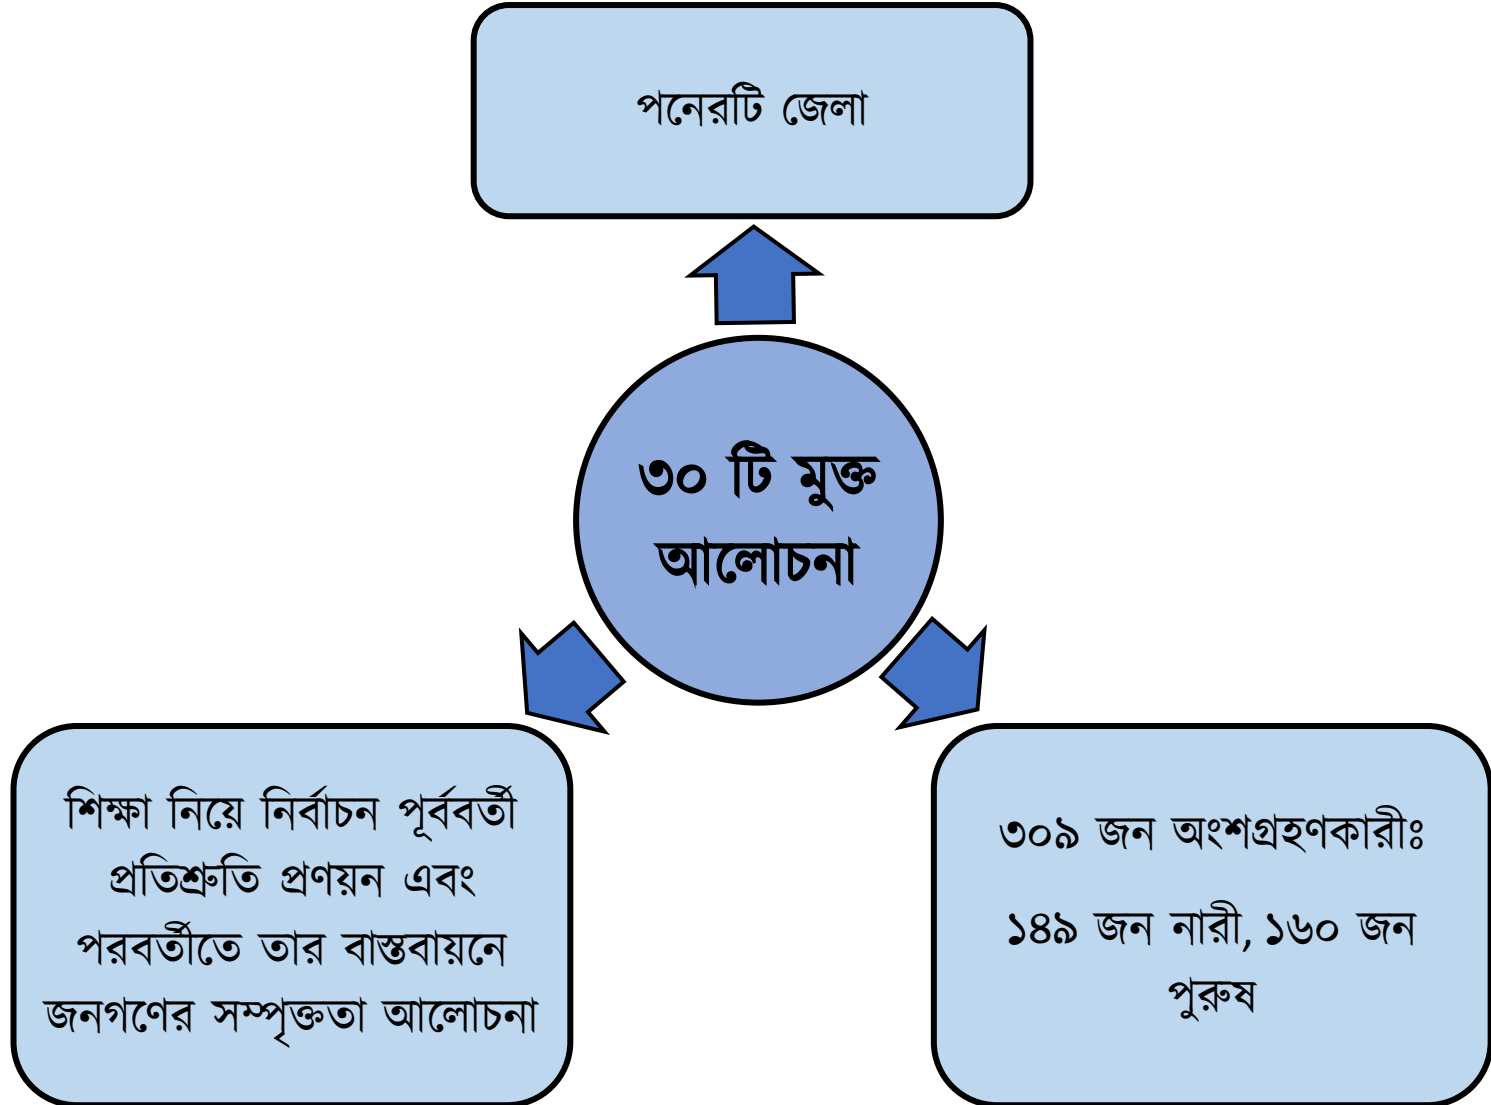 পনেরটি জেলা
৩০ টি মুক্ত
আলোচনা
শিক্ষা নিয়ে নির্বাচন পূর্ববর্তী
প্রতিশ্রুতি প্রণয়ন এবং
পরবর্তীতে তার বাস্তবায়নে
জনগণের সম্পৃক্ততা আলোচনা
৩০৯ জন অংশগ্রহণকারীঃ
১৪৯ জন নারী, ১৬০ জন
পুরুষ